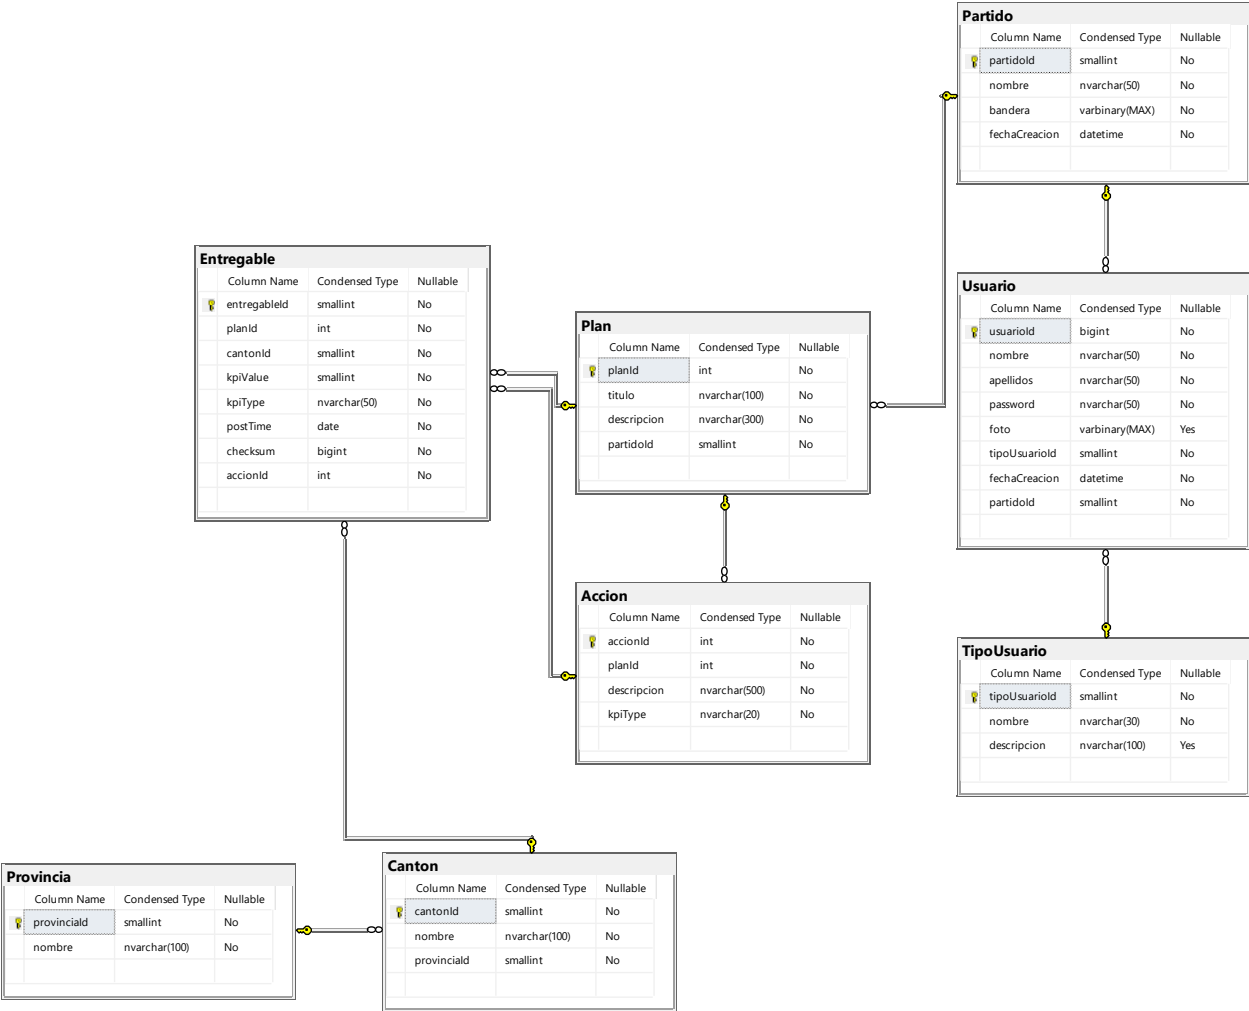 Partido
Column Name Condensed Type Nullable
partidoId smallint No
nombre nvarchar(50) No
bandera varbinary(MAX) No
fechaCreacion datetime No
Entregable
Column Name Condensed Type Nullable
entregableId smallint No
planId int No
cantonId smallint No
kpiValue smallint No
kpiType nvarchar(50) No
postTime date No
checksum bigint No
accionId int No
Plan
Column Name Condensed Type Nullable
planId int No
titulo nvarchar(100) No
descripcion nvarchar(300) No
partidoId smallint No
Usuario
Column Name Condensed Type Nullable
usuarioId bigint No
nombre nvarchar(50) No
apellidos nvarchar(50) No
password nvarchar(50) No
foto varbinary(MAX) Yes
tipoUsuarioId smallint No
fechaCreacion datetime No
partidoId smallint No
Accion
Column Name Condensed Type Nullable
accionId int No
planId int No
descripcion nvarchar(500) No
kpiType nvarchar(20) No
TipoUsuario
Column Name Condensed Type Nullable
tipoUsuarioId smallint No
nombre nvarchar(30) No
descripcion nvarchar(100) Yes
Provincia
Column Name Condensed Type Nullable
provinciaId smallint No
nombre nvarchar(100) No
Canton
Column Name Condensed Type Nullable
cantonId smallint No
nombre nvarchar(100) No
provinciaId smallint No